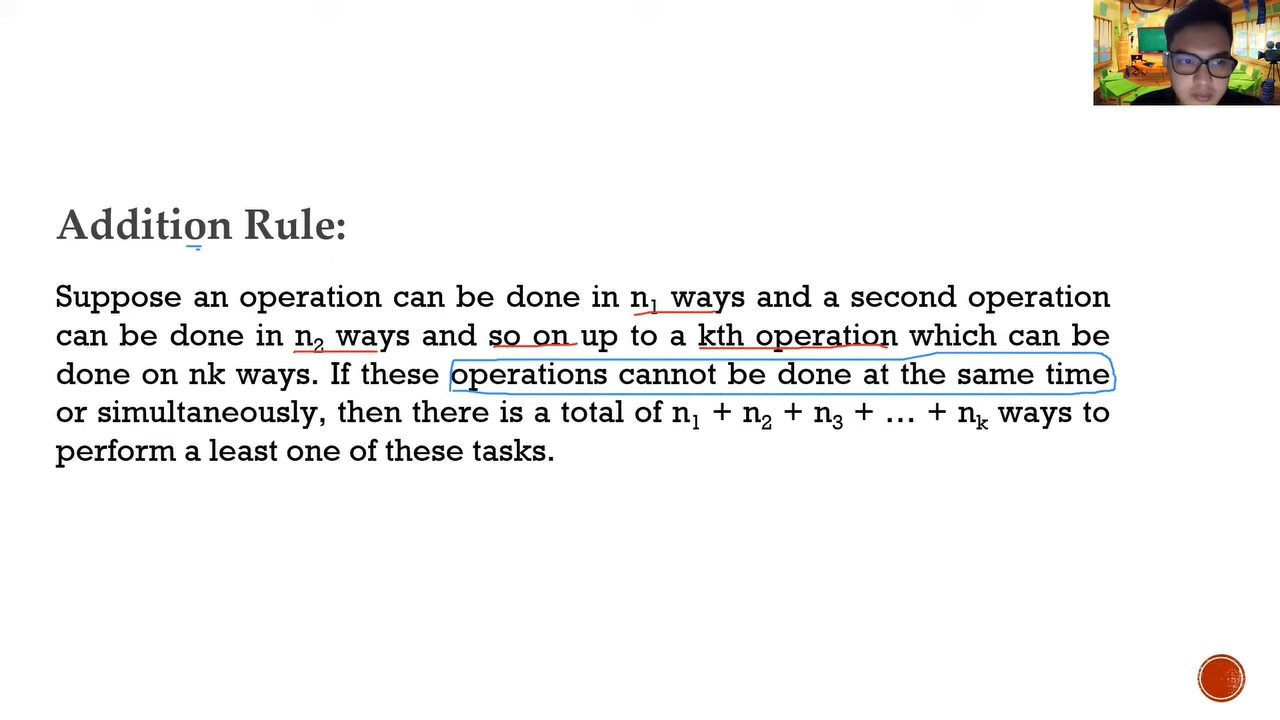 Addition Rule:
Suppose an operation can be done in n₁ ways and a second operation
can be done in n₂ ways and so on up to a kth operation which can be
done on nk ways. If these operations cannot be done at the same time
or simultaneously, then there is a total of n₁ + n₂ + n₃ + … + nₖ ways to
perform a least one of these tasks.